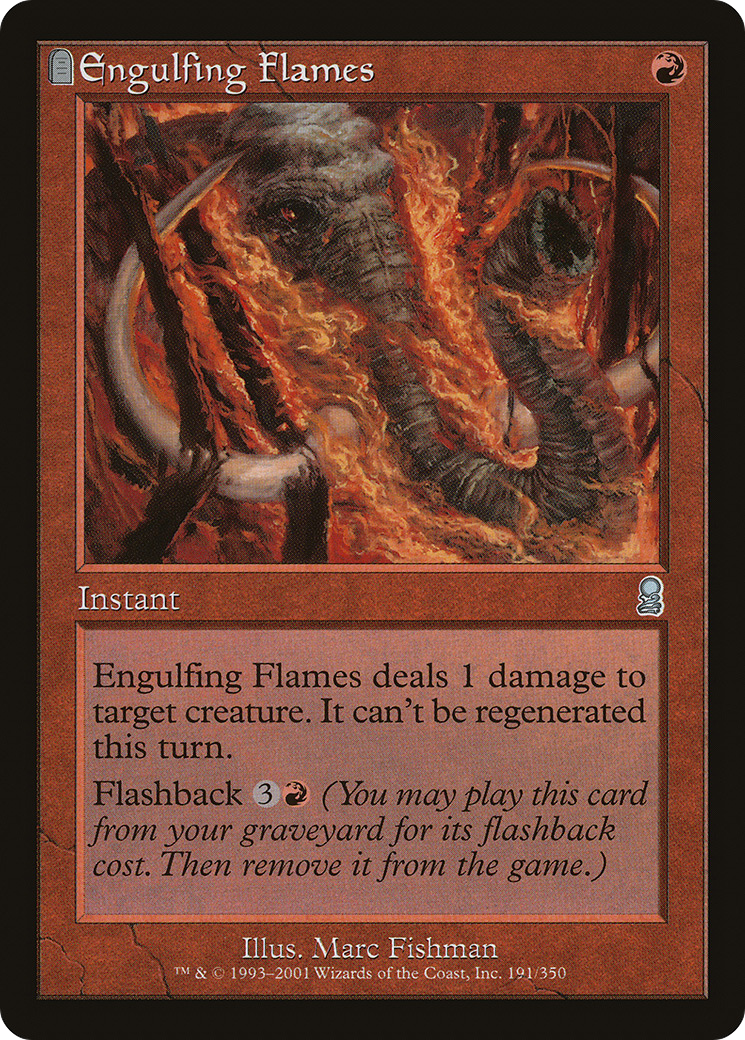 Engulfing Flames
Instant
Engulfing Flames deals 1 damage to
target creature. It can't be regenerated
this turn.
Flashback 3 (You may play this card
from your graveyard for its flashback
cost. Then remove it from the game.)
Illus. Marc Fishman
™ & © 1993–2001 Wizards of the Coast, Inc. 191/350